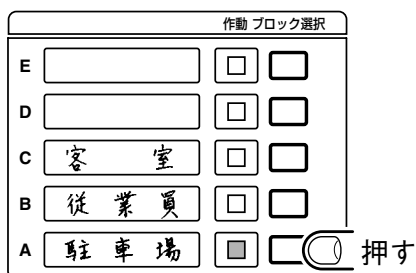 作動 ブロック選択
E
D
C 客 室
B 従 業 員
A 駐 車 場 押す